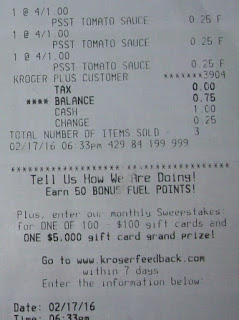 1 @ 4/1.00
PSST TOMATO SAUCE 0.25 F
1 @ 4/1.00
PSST TOMATO SAUCE 0.25 F
1 @ 4/1.00
PSST TOMATO SAUCE 0.25 F
KROGER PLUS CUSTOMER *******3904
TAX 0.00
**** BALANCE 0.75
CASH 1.00
CHANGE 0.25
TOTAL NUMBER OF ITEMS SOLD = 3
02/17/16 06:33pm 429 84 199 999
Tell Us How We Are Doing!
Earn 50 BONUS FUEL POINTS!
Plus, enter our monthly Sweepstakes
for ONE OF 100 - $100 gift cards and
ONE $5,000 gift card grand prize!
Go to www.krogerfeedback.com
within 7 days
Enter the information below:
Date: 02/17/16
Time: 06:33pm